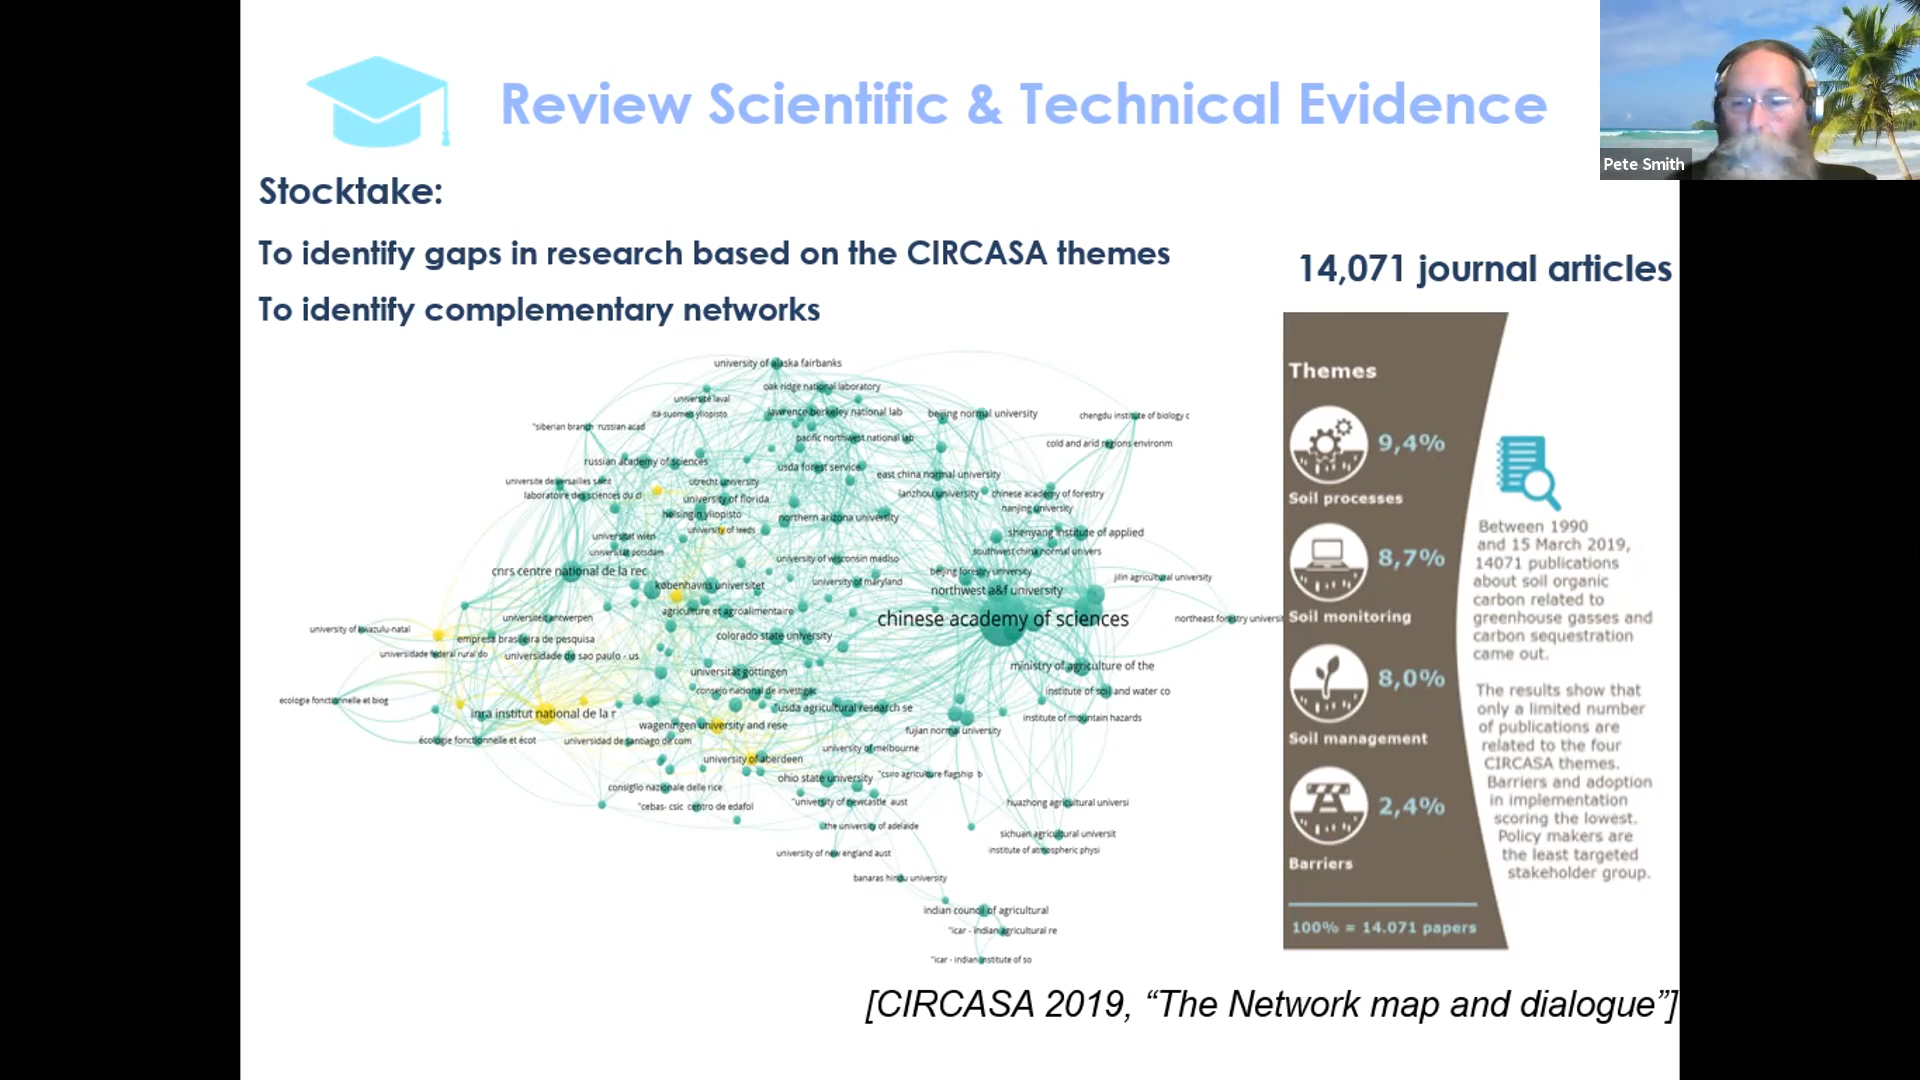 Review Scientific & Technical Evidence
Pete Smith
Stocktake:
To identify gaps in research based on the CIRCASA themes
To identify complementary networks
14,071 journal articles
university of alaska fairbanks
oak ridge national laboratory
université laval
ita-suomen yliopisto
lawrence berkeley national lab
beijing normal university
chengdu institute of biology c
"siberian branch russian acad
pacific northwest national lab
cold and arid regions environm
russian academy of sciences
usda forest service
east china normal university
universite de versailles saint
utrecht university
laboratoire des sciences du cl
university of florida
lanzhou university
chinese academy of forestry
helsingin yliopisto
nanjing university
northern arizona university
university of leeds
universitat wien
shenyang institute of applied
universitat potsdam
southwest china normal univers
university of wisconsin madiso
cnrs centre national de la rec
beijing forestry university
jilin agricultural university
københavns universitet
university of maryland
northwest a&f university
agriculture et agroalimentaire
universiteit antwerpen
chinese academy of sciences
northeast forestry universit
university of kwazulu-natal
empresa brasileira de pesquisa
colorado state university
universidade federal rural do
universidade de sao paulo - us
ministry of agriculture of the
universitat gottingen
consejo nacional de investigac
institute of soil and water co
ecologie fonctionnelle et biog
inra institut national de la r
usda agricultural research se
institute of mountain hazards
wageningen university and rese
fujian normal university
écologie fonctionnelle et écot
universidad de santiago de com
university of melbourne
university of aberdeen
ohio state university
"csiro agriculture flagship b
consiglio nazionale delle rice
"cebas- csic centro de edafol
"university of newcastle aust
huazhong agricultural universi
the university of adelaide
sichuan agricultural universit
university of new england aust
institute of atmospheric physi
banaras hindu university
indian council of agricultural
"icar - indian agricultural re
"icar - indian institute of so
Themes
9,4%
Soil processes
8,7%
Soil monitoring
8,0%
Soil management
2,4%
Barriers
100% = 14.071 papers
Between 1990
and 15 March 2019,
14071 publications
about soil organic
carbon related to
greenhouse gasses and
carbon sequestration
came out.
The results show that
only a limited number
of publications are
related to the four
CIRCASA themes.
Barriers and adoption
in implementation
scoring the lowest.
Policy makers are
the least targeted
stakeholder group.
[CIRCASA 2019, “The Network map and dialogue”]